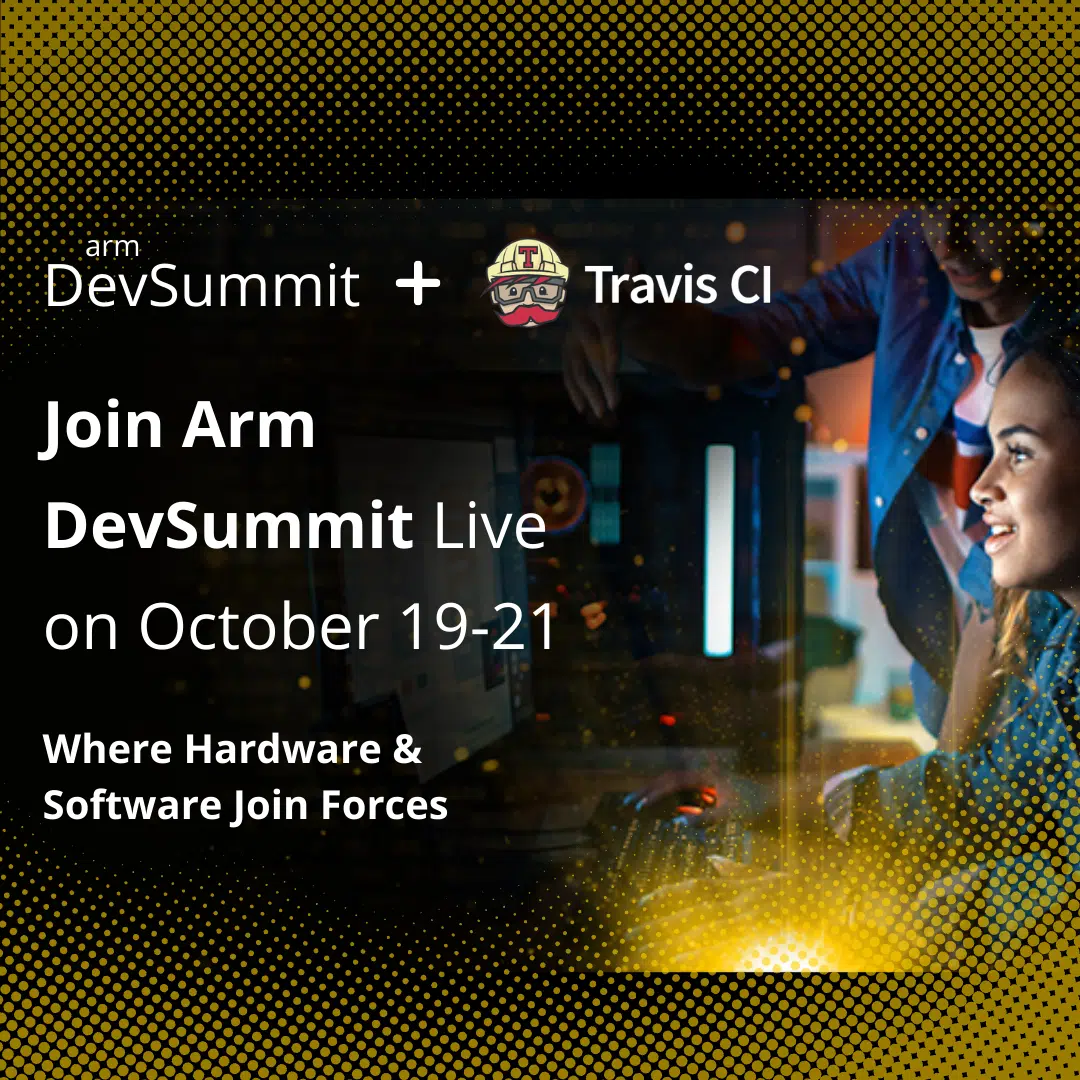 arm
DevSummit + Travis CI
T
Join Arm
DevSummit Live
on October 19-21
Where Hardware &
Software Join Forces